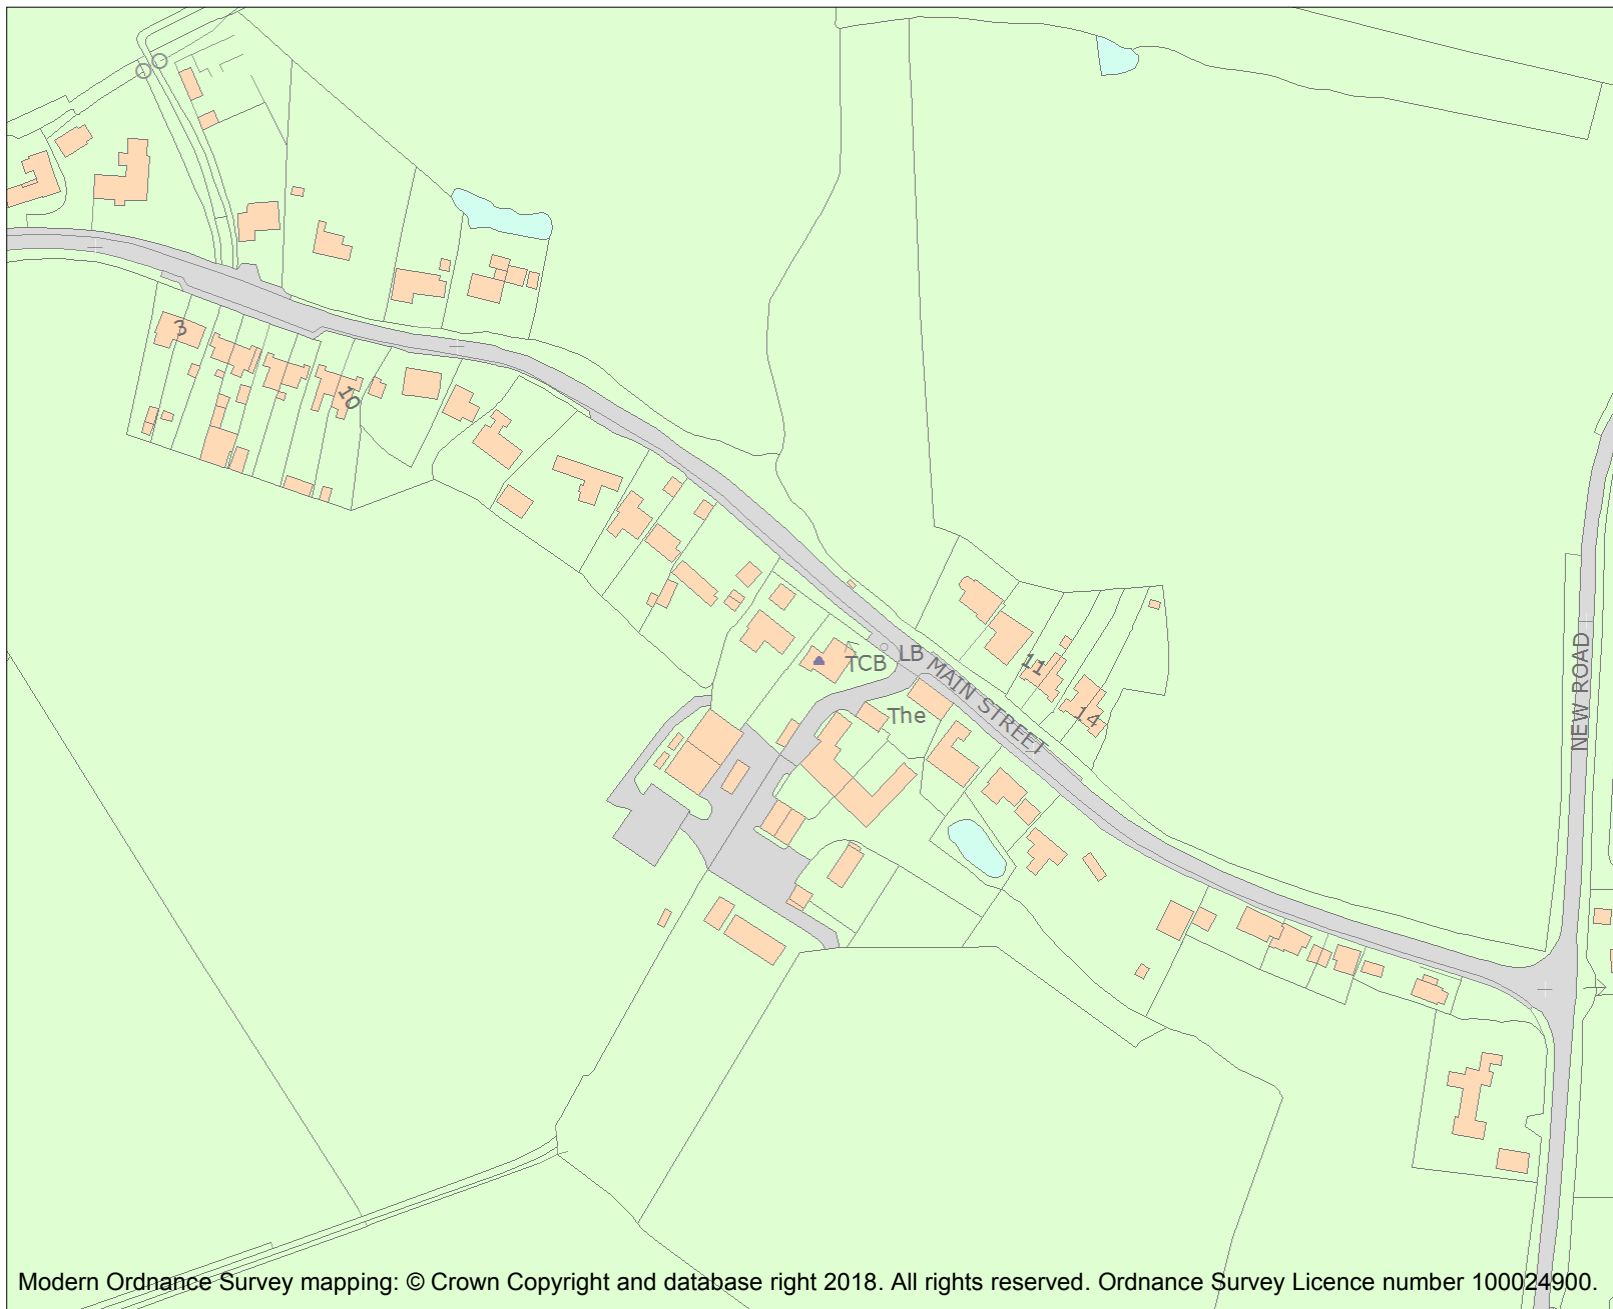 3
10
TCB
LB
MAIN STREET
The
11
14
NEW ROAD
Modern Ordnance Survey mapping: © Crown Copyright and database right 2018. All rights reserved. Ordnance Survey Licence number 100024900.